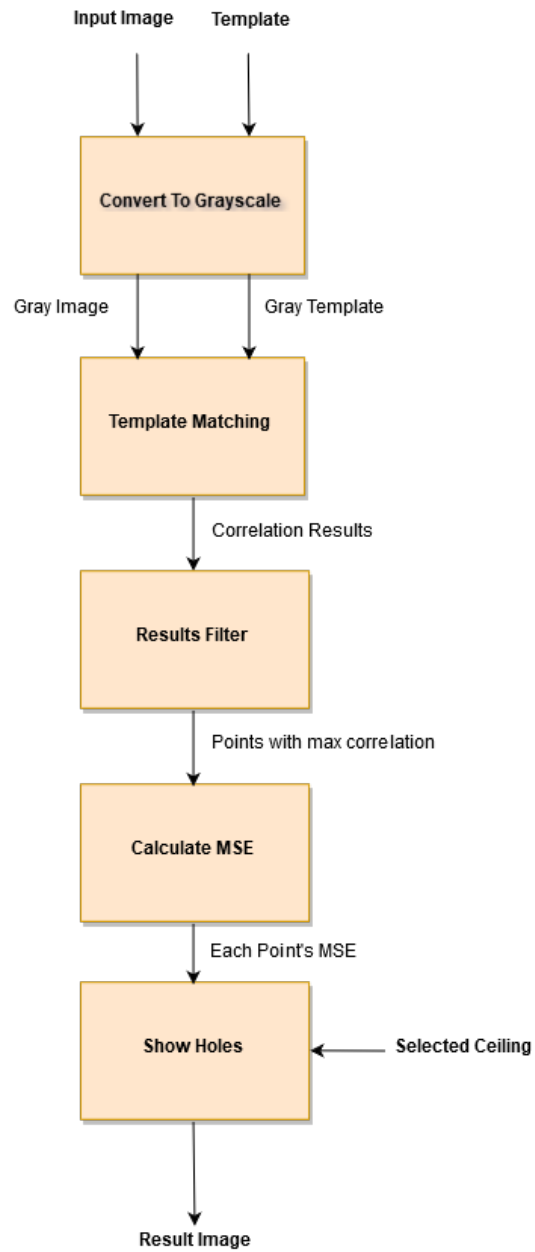 Input Image
Template
Convert To Grayscale
Gray Image
Gray Template
Template Matching
Correlation Results
Results Filter
Points with max correlation
Calculate MSE
Each Point's MSE
Show Holes
Selected Ceiling
Result Image